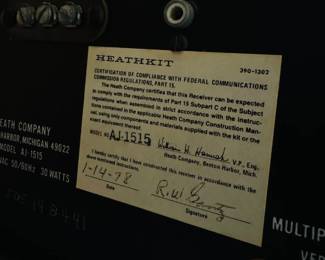 HEATHKIT
390-1303
CERTIFICATION OF COMPLIANCE WITH FEDERAL COMMUNICATIONS
COMMISSION REGULATIONS, PART 15.
The Heath Company certifies that this Receiver can be expected
to comply with the requirements of Part 15 Subpart C of the Subject
regulations when assembled in strict accordance with the instruc-
tions contained in the applicable Heath Company Construction Man-
ual, using only components and materials supplied with the kit or the
exact equivalent thereof.
MODEL NO. AJ-1515
V.P., Eng.
Heath Company, Benton Harbor, Mich.
I hereby certify that I have constructed this receiver in accordance with the
above mentioned
1-14-78
Date
Signature
EATH COMPANY
HARBOR, MICHIGAN 49022
MODEL AJ-1515
VAC 50/60Hz 30 WATTS
MULTIP
VER